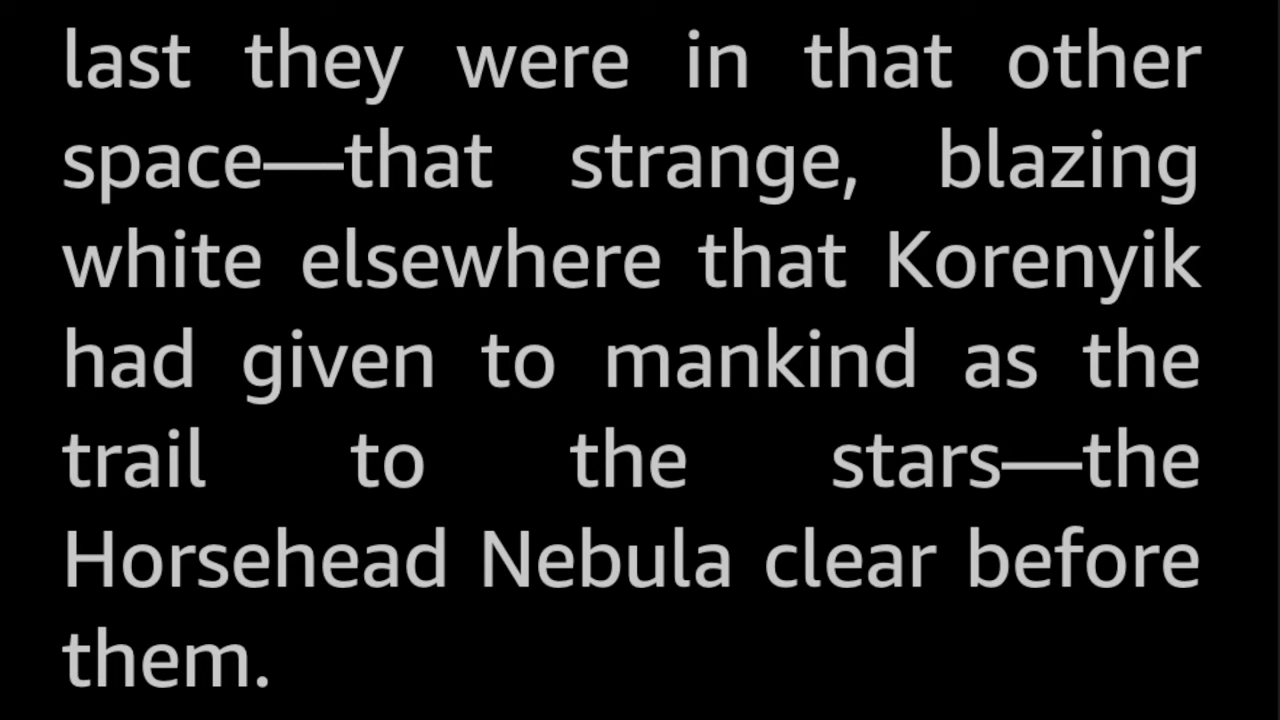 last they were in that other
space—that strange, blazing
white elsewhere that Korenyik
had given to mankind as the
trail to the stars—the
Horsehead Nebula clear before
them.